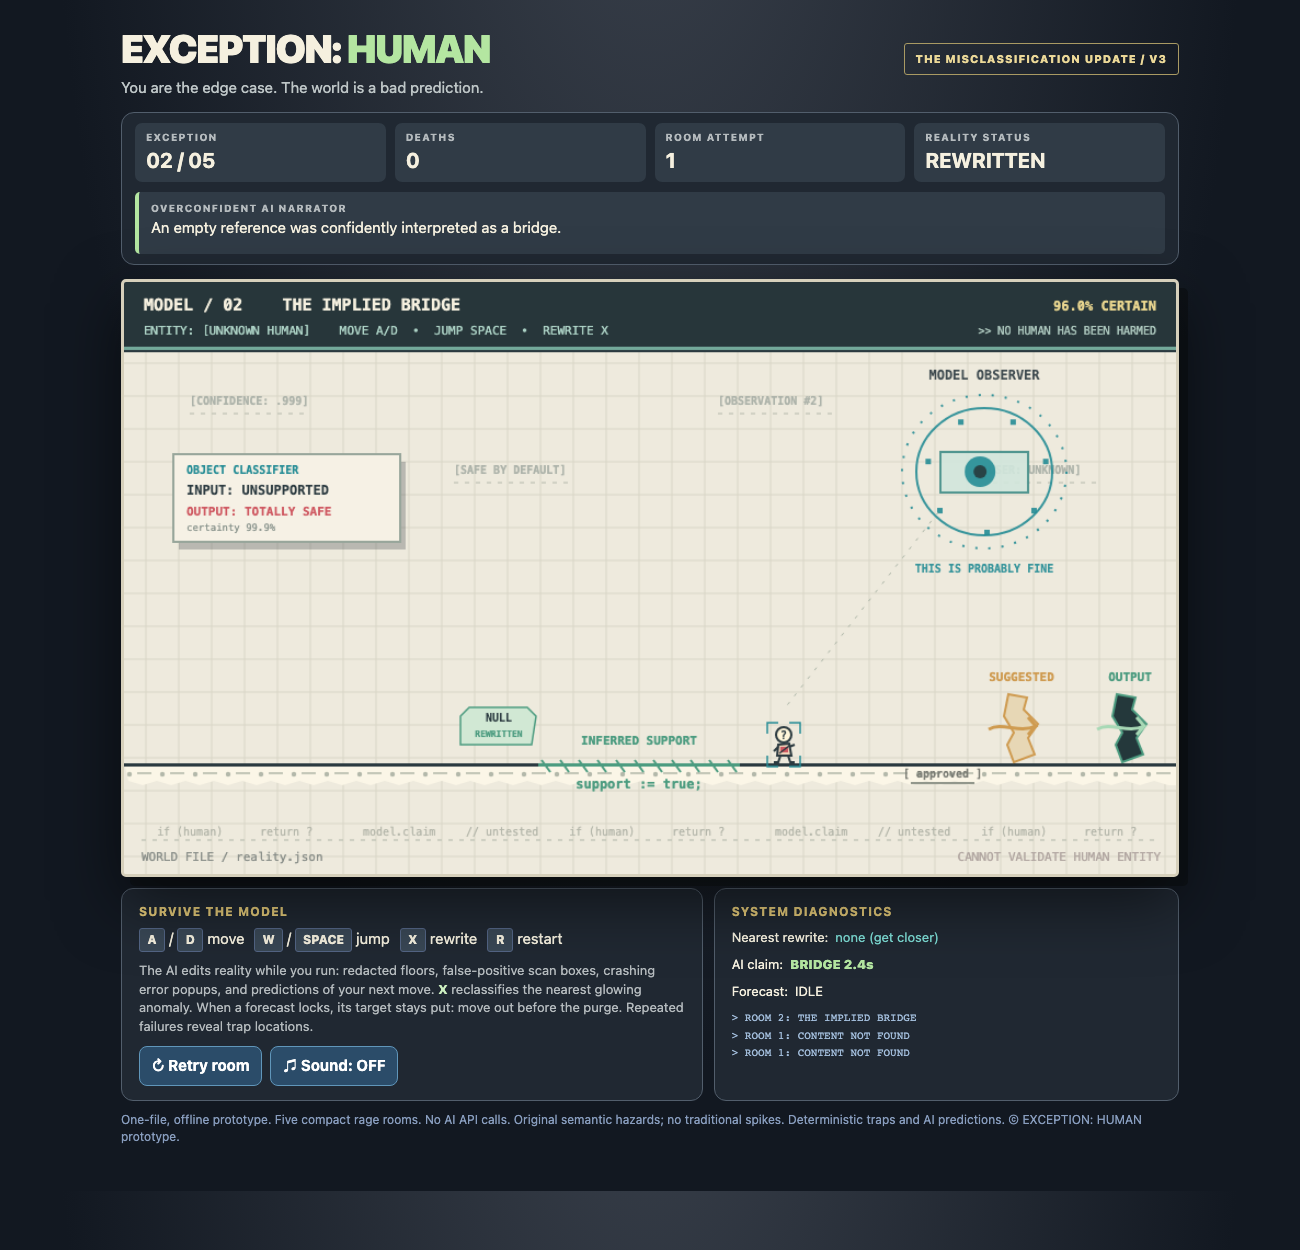 EXCEPTION: HUMAN
You are the edge case. The world is a bad prediction.
THE MISCLASSIFICATION UPDATE / V3
EXCEPTION
02 / 05
DEATHS
0
ROOM ATTEMPT
1
REALITY STATUS
REWRITTEN
OVERCONFIDENT AI NARRATOR
An empty reference was confidently interpreted as a bridge.
MODEL / 02 THE IMPLIED BRIDGE
96.0% CERTAIN
ENTITY: [UNKNOWN HUMAN] MOVE A/D • JUMP SPACE • REWRITE X
>> NO HUMAN HAS BEEN HARMED
MODEL OBSERVER
[CONFIDENCE: .999]
[OBSERVATION #2]
OBJECT CLASSIFIER
INPUT: UNSUPPORTED
OUTPUT: TOTALLY SAFE
certainty 99.9%
[SAFE BY DEFAULT]
UNKNOWN]
THIS IS PROBABLY FINE
SUGGESTED
OUTPUT
NULL
REWRITTEN
INFERRED SUPPORT
?
[ approved ]
support := true;
if (human) return ? model.claim // untested if (human) return ? model.claim // untested if (human) return ?
WORLD FILE / reality.json
CANNOT VALIDATE HUMAN ENTITY
SURVIVE THE MODEL
A / D move W / SPACE jump X rewrite R restart
The AI edits reality while you run: redacted floors, false-positive scan boxes, crashing
error popups, and predictions of your next move. X reclassifies the nearest glowing
anomaly. When a forecast locks, its target stays put: move out before the purge. Repeated
failures reveal trap locations.
↻ Retry room
♫ Sound: OFF
SYSTEM DIAGNOSTICS
Nearest rewrite: none (get closer)
AI claim: BRIDGE 2.4s
Forecast: IDLE
> ROOM 2: THE IMPLIED BRIDGE
> ROOM 1: CONTENT NOT FOUND
> ROOM 1: CONTENT NOT FOUND
One-file, offline prototype. Five compact rage rooms. No AI API calls. Original semantic hazards; no traditional spikes. Deterministic traps and AI predictions. © EXCEPTION: HUMAN
prototype.